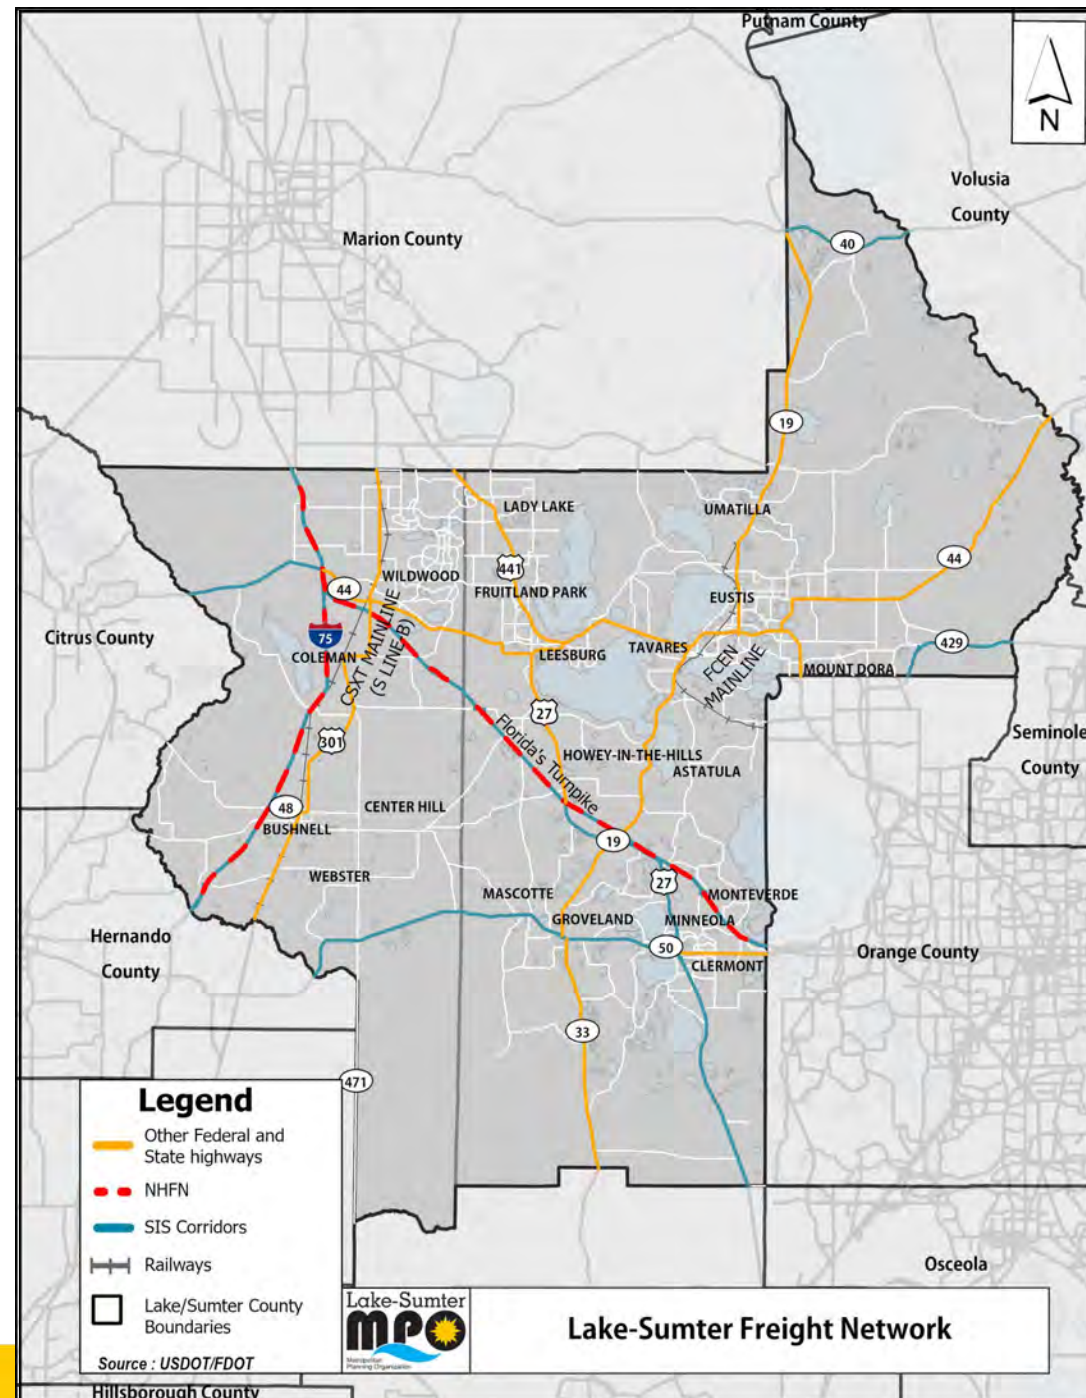 Putnam County
N
Volusia
County
Marion County
40
19
LADY LAKE
UMATILLA
441
44
WILDWOOD
44
FRUITLAND PARK
EUSTIS
75
Citrus County
COLEMAN
CSXT MAINLINE
(S LINE B)
LEESBURG
TAVARES
FCEN
MAINLINE
429
MOUNT DORA
27
Florida's Turnpike
301
HOWEY-IN-THE-HILLS
ASTATULA
Seminole
County
48
CENTER HILL
BUSHNELL
19
WEBSTER
27
MASCOTTE
MONTEVERDE
GROVELAND
MINNEOLA
Hernando
County
50
Orange County
CLERMONT
33
471
Legend
Other Federal and
State highways
NHFN
SIS Corridors
Railways
Lake/Sumter County
Boundaries
Source : USDOT/FDOT
Osceola
Lake-Sumter
MPO
Metropolitan
Planning Organization
Lake-Sumter Freight Network
Hillsborough County